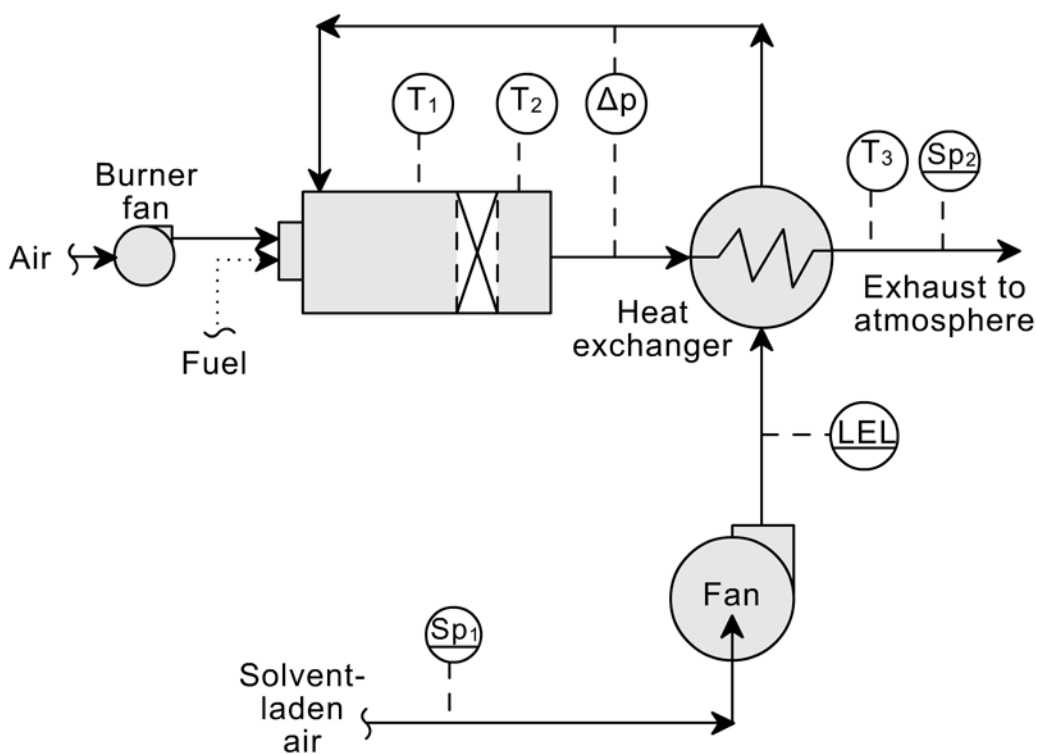 T₁
T₂
Δp
T₃
Sp₂
Burner
fan
Air
Fuel
Heat
exchanger
Exhaust to
atmosphere
LEL
Fan
Sp₁
Solvent-
laden
air